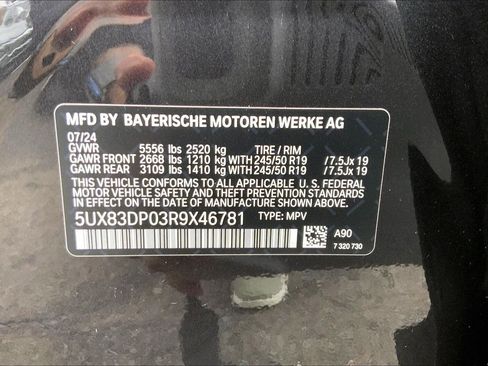 MFD BY BAYERISCHE MOTOREN WERKE AG
07/24
GVWR 5556 lbs 2520 kg TIRE / RIM
GAWR FRONT 2668 lbs 1210 kg WITH 245/50 R19 /7.5Jx 19
GAWR REAR 3109 lbs 1410 kg WITH 245/50 R19 /7.5Jx 19
THIS VEHICLE CONFORMS TO ALL APPLICABLE U.S. FEDERAL
MOTOR VEHICLE SAFETY AND THEFT PREVENTION STANDARDS
IN EFFECT ON THE DATE OF MANUFACTURE SHOWN ABOVE.
5UX83DP03R9X46781 TYPE: MPV
A90
7 320 730